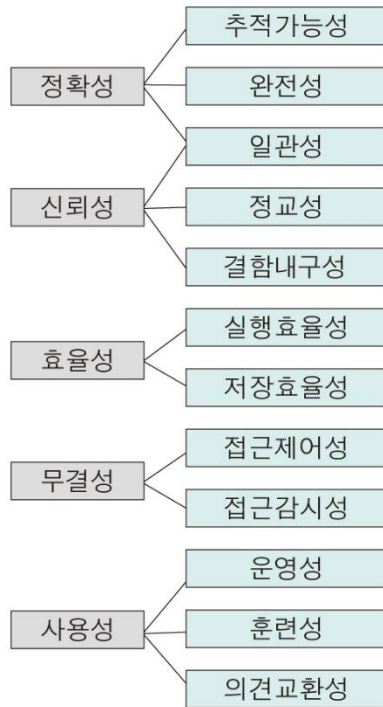 추적가능성
정확성
완전성
일관성
신뢰성
정교성
결함내구성
실행효율성
효율성
저장효율성
접근제어성
무결성
접근감시성
운영성
사용성
훈련성
의견교환성